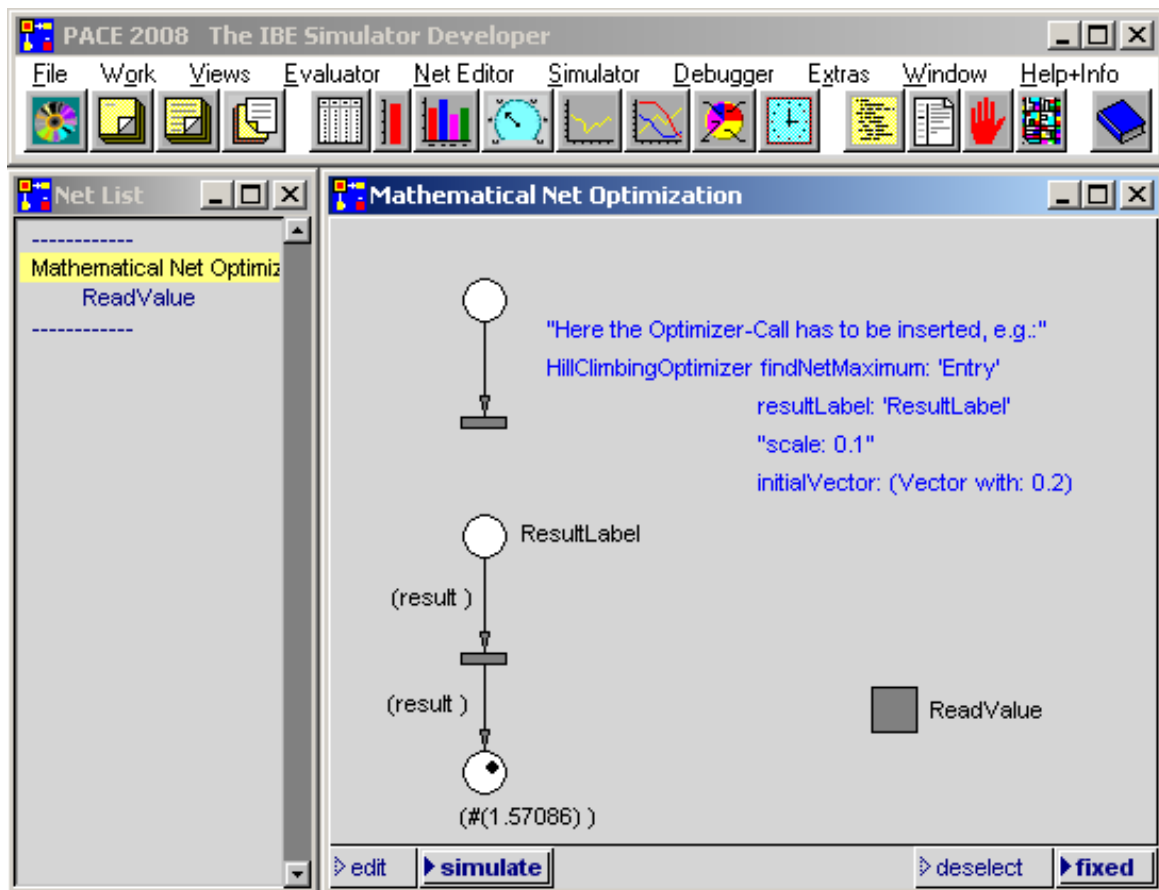 PACE 2008 The IBE Simulator Developer
File Work Views Evaluator Net Editor Simulator Debugger Extras Window Help+Info
Net List
------------
Mathematical Net Optimiz
ReadValue
------------
Mathematical Net Optimization
"Here the Optimizer-Call has to be inserted, e.g.:"
HillClimbingOptimizer findNetMaximum: 'Entry'
resultLabel: 'ResultLabel'
"scale: 0.1"
initialVector: (Vector with: 0.2)
ResultLabel
(result )
(result )
ReadValue
(#(1.57086) )
edit simulate deselect fixed